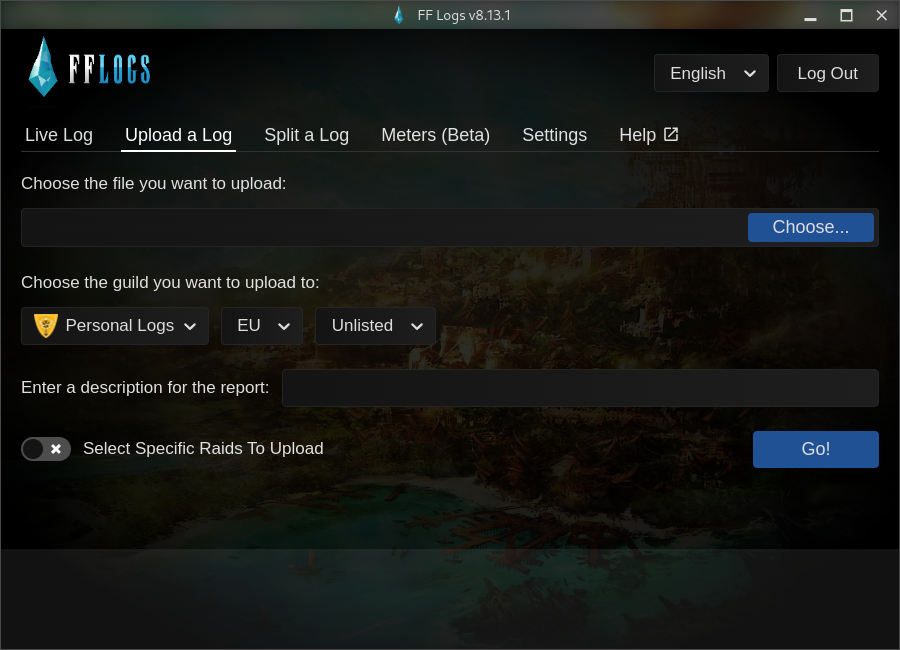 FF Logs v8.13.1
FFLOGS
English
Log Out
Live Log
Upload a Log
Split a Log
Meters (Beta)
Settings
Help
Choose the file you want to upload:
Choose...
Choose the guild you want to upload to:
Personal Logs
EU
Unlisted
Enter a description for the report:
Select Specific Raids To Upload
Go!